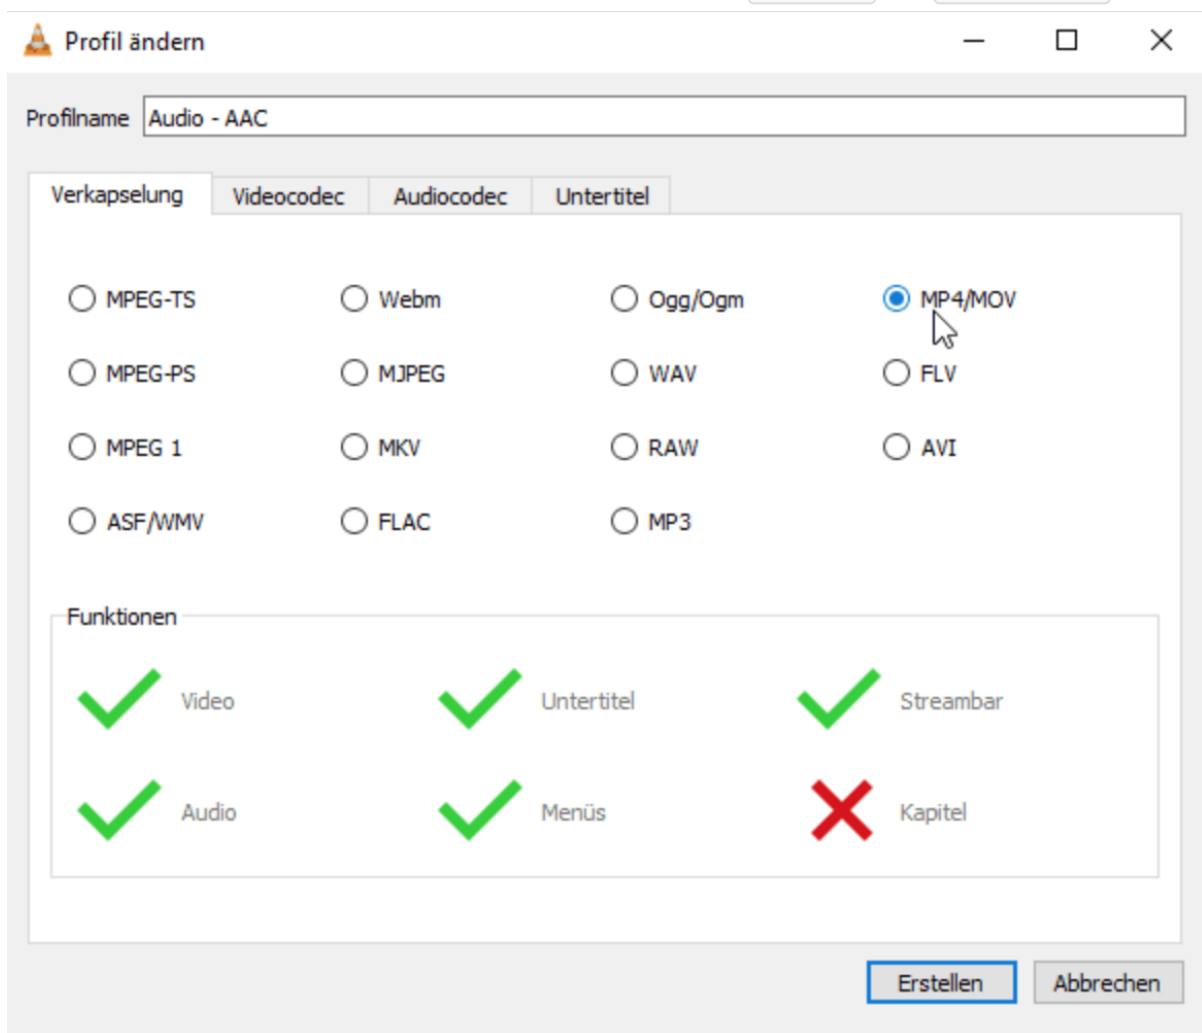 Profil ändern
Profilname Audio - AAC
Verkapselung Videocodec Audiocodec Untertitel
MPEG-TS Webm Ogg/Ogm MP4/MOV
MPEG-PS MJPEG WAV FLV
MPEG 1 MKV RAW AVI
ASF/WMV FLAC MP3
Funktionen
Video Untertitel Streambar
Audio Menüs Kapitel
Erstellen Abbrechen